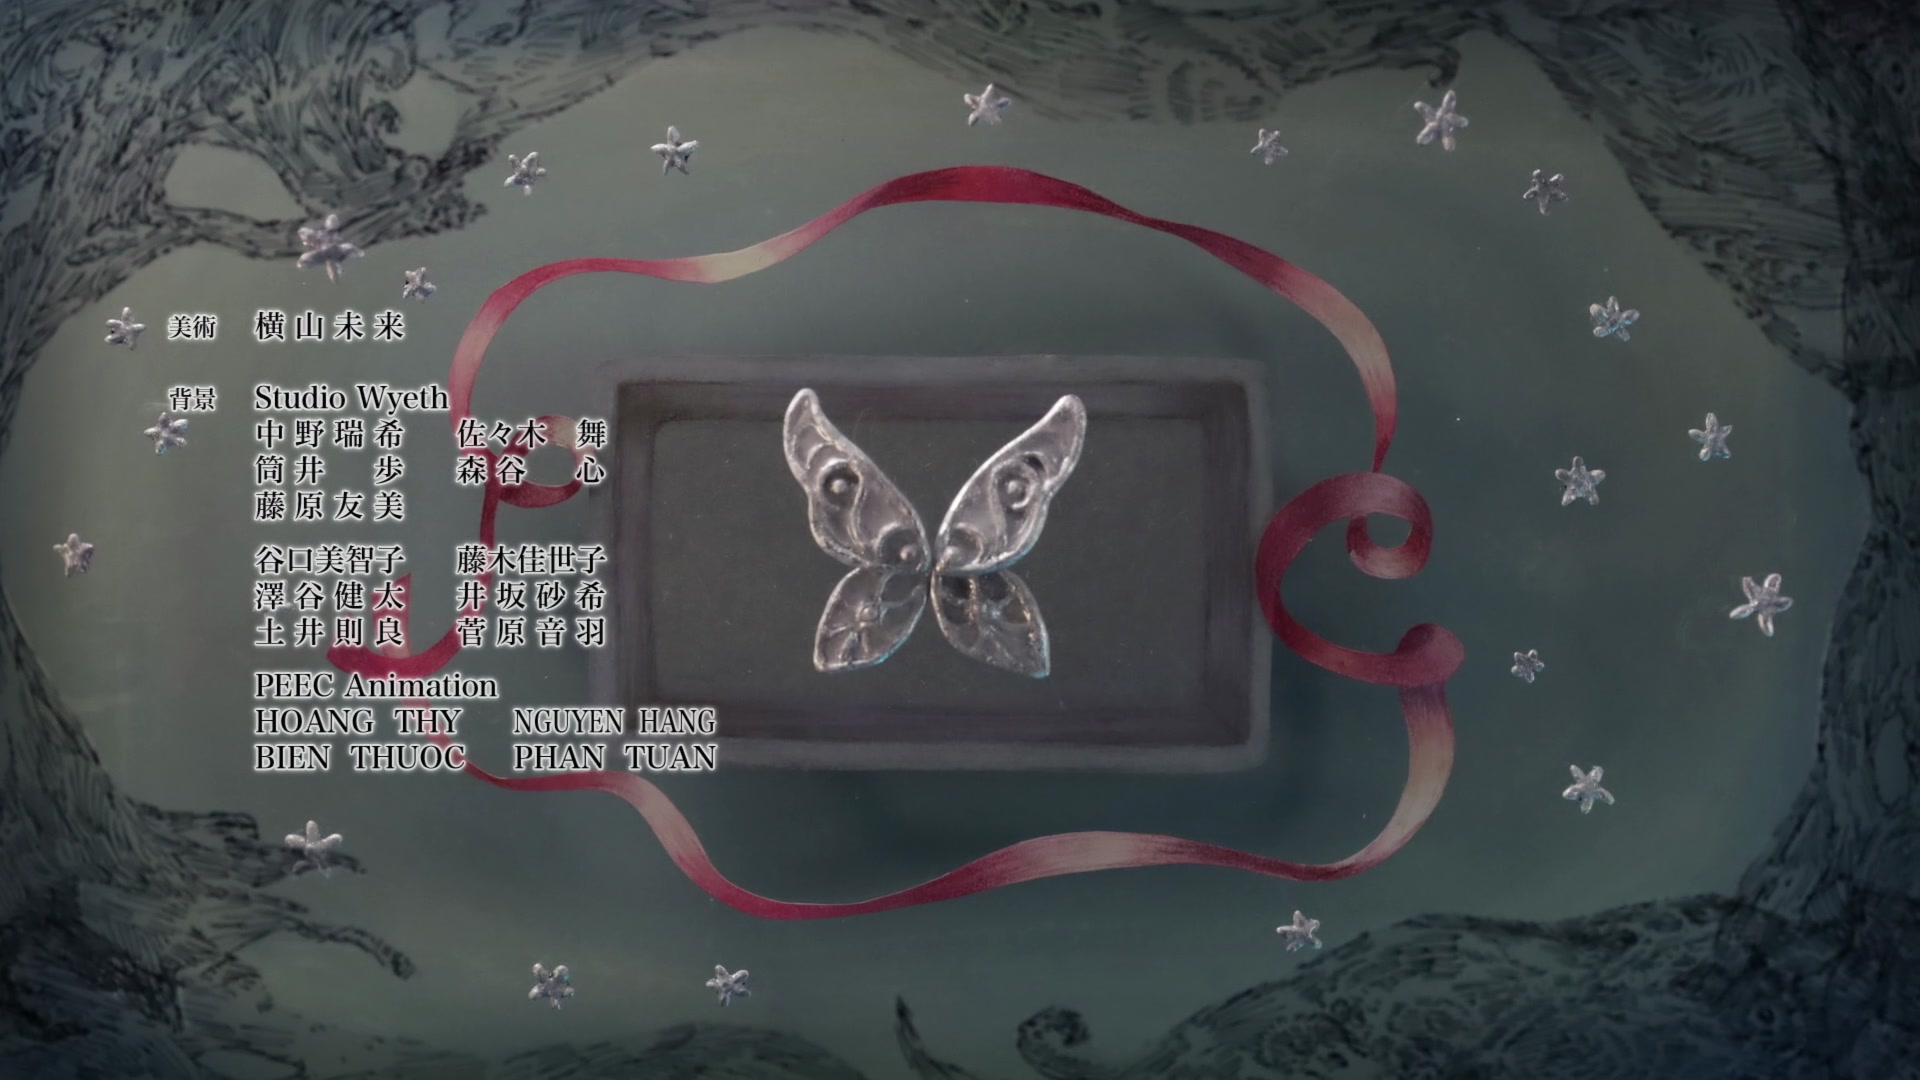 美術 横山未来
背景 Studio Wyeth
中野瑞希 佐々木 舞
筒井 歩 森谷 心
藤原友美
谷口美智子 藤木佳世子
澤谷健太 井坂砂希
土井則良 菅原音羽
PEEC Animation
HOANG THY NGUYEN HANG
BIEN THUOC PHAN TUAN